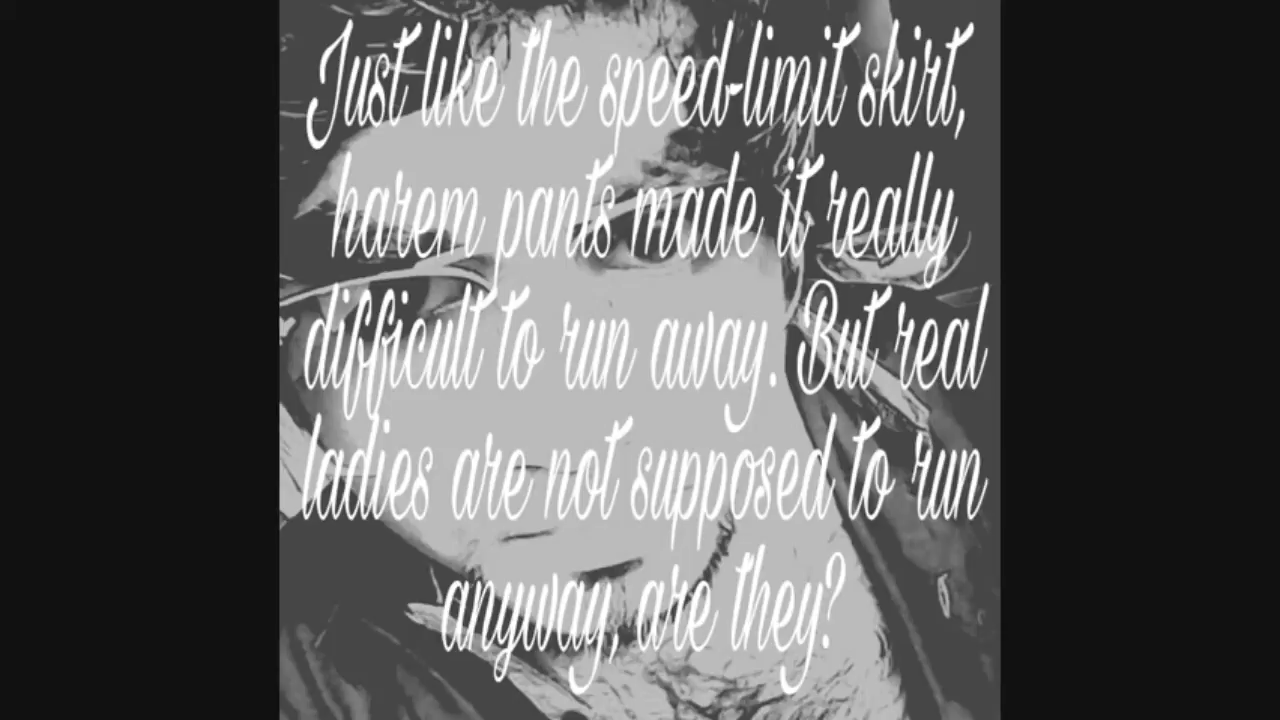 Just like the speed-limit skirt,
harem pants made it really
difficult to run away. But real
ladies are not supposed to run
anyway, are they?